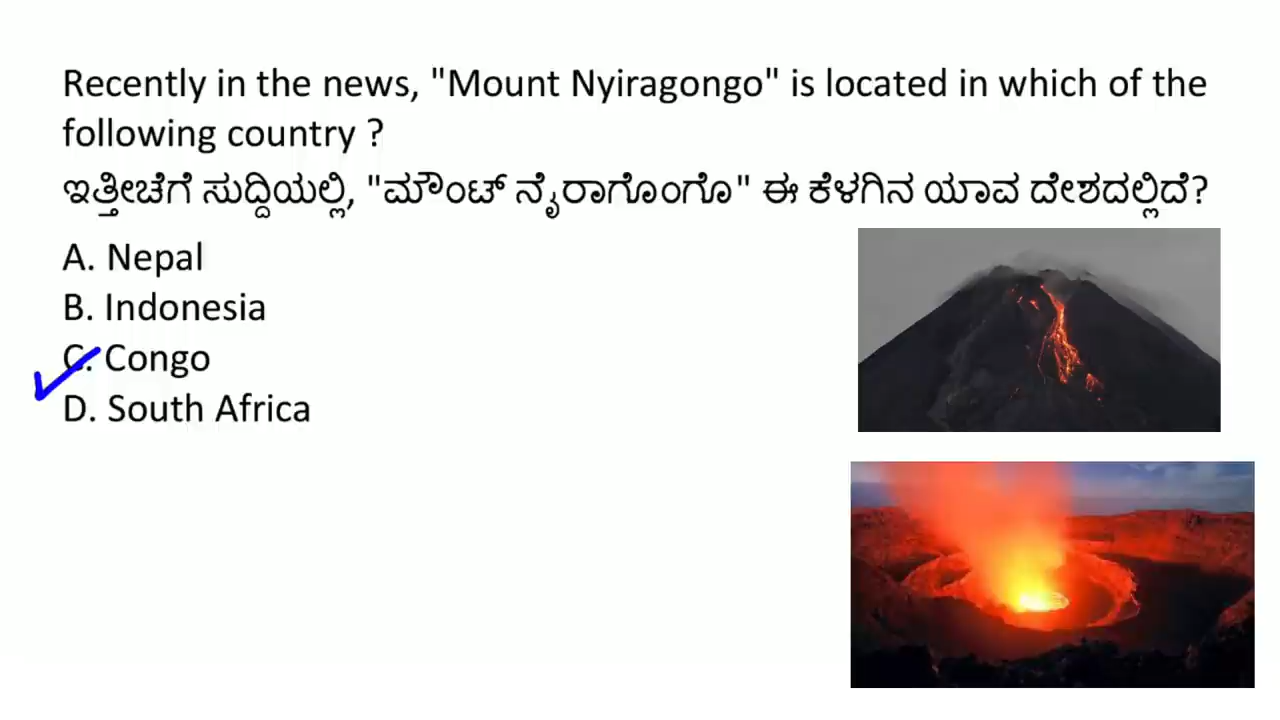 Recently in the news, "Mount Nyiragongo" is located in which of the
following country ?
ಇತ್ತೀಚೆಗೆ ಸುದ್ದಿಯಲ್ಲಿ, "ಮೌಂಟ್ ನೈರಾಗೊಂಗೊ" ಈ ಕೆಳಗಿನ ಯಾವ ದೇಶದಲ್ಲಿದೆ?
A. Nepal
B. Indonesia
C. Congo
D. South Africa